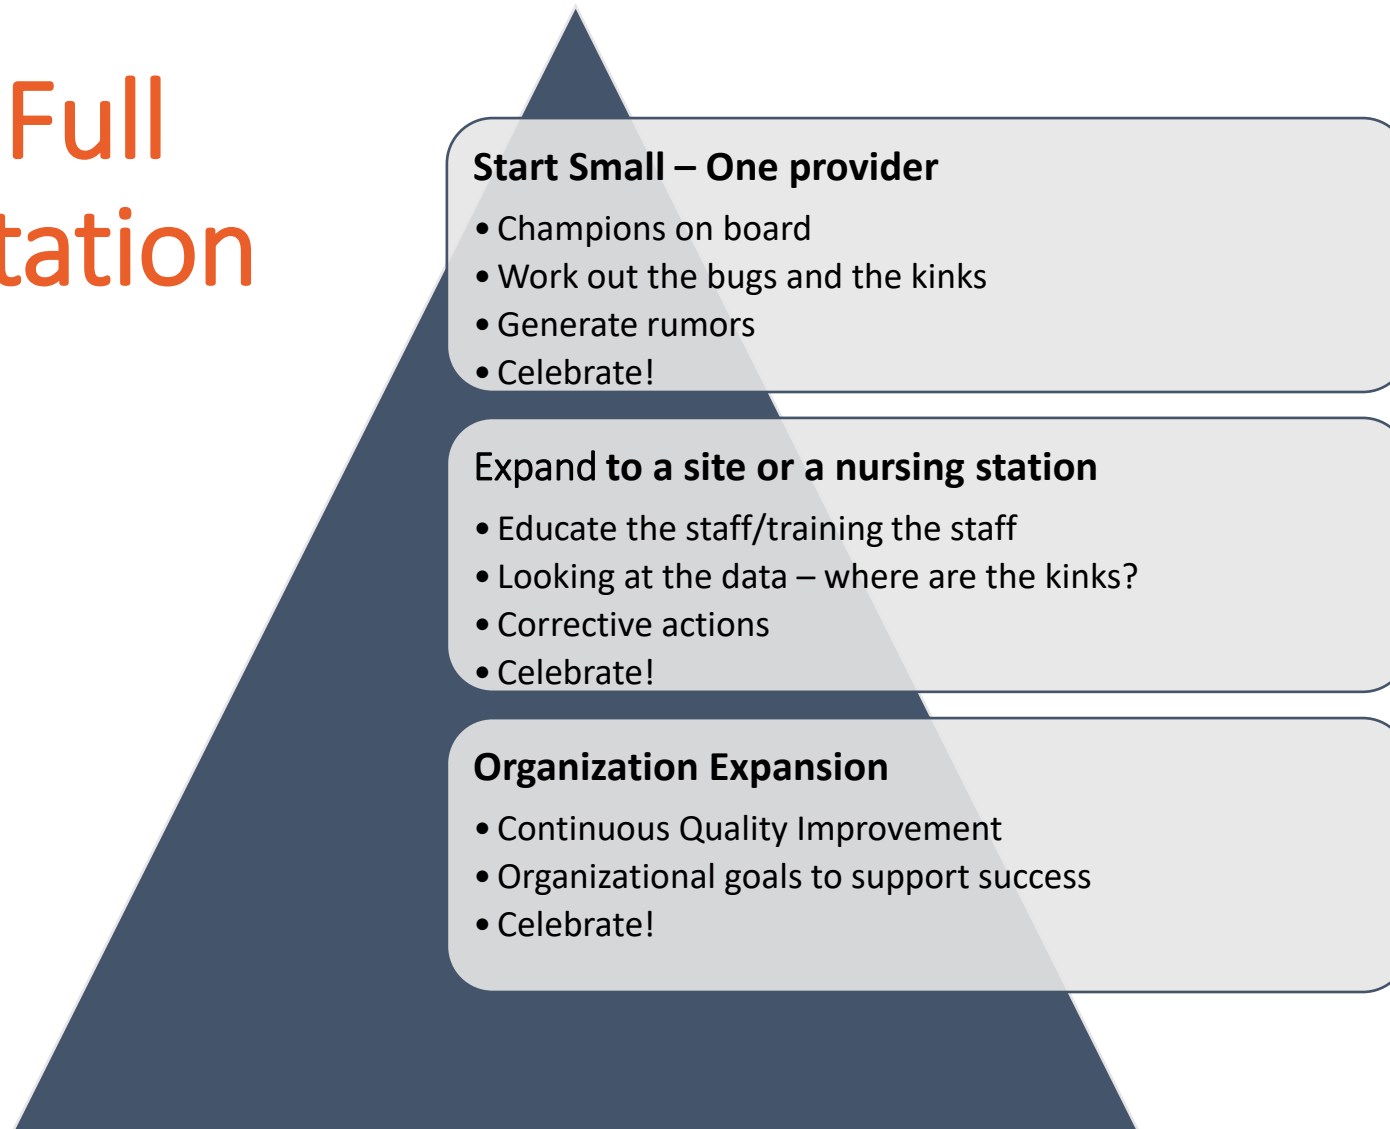 Full
tation
Start Small – One provider
• Champions on board
• Work out the bugs and the kinks
• Generate rumors
• Celebrate!
Expand to a site or a nursing station
• Educate the staff/training the staff
• Looking at the data – where are the kinks?
• Corrective actions
• Celebrate!
Organization Expansion
• Continuous Quality Improvement
• Organizational goals to support success
• Celebrate!